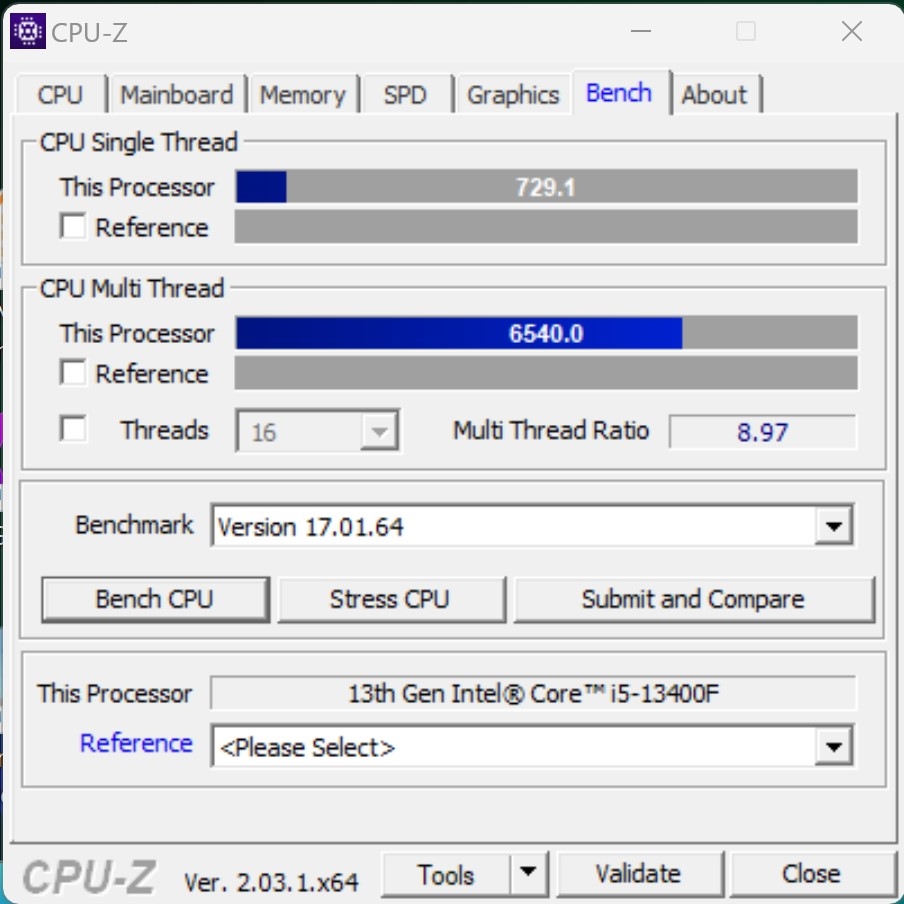 CPU-Z
CPU Mainboard Memory SPD Graphics Bench About
CPU Single Thread
This Processor 729.1
Reference
CPU Multi Thread
This Processor 6540.0
Reference
Threads 16 Multi Thread Ratio 8.97
Benchmark Version 17.01.64
Bench CPU Stress CPU Submit and Compare
This Processor 13th Gen Intel® Core™ i5-13400F
Reference <Please Select>
CPU-Z Ver. 2.03.1.x64 Tools Validate Close